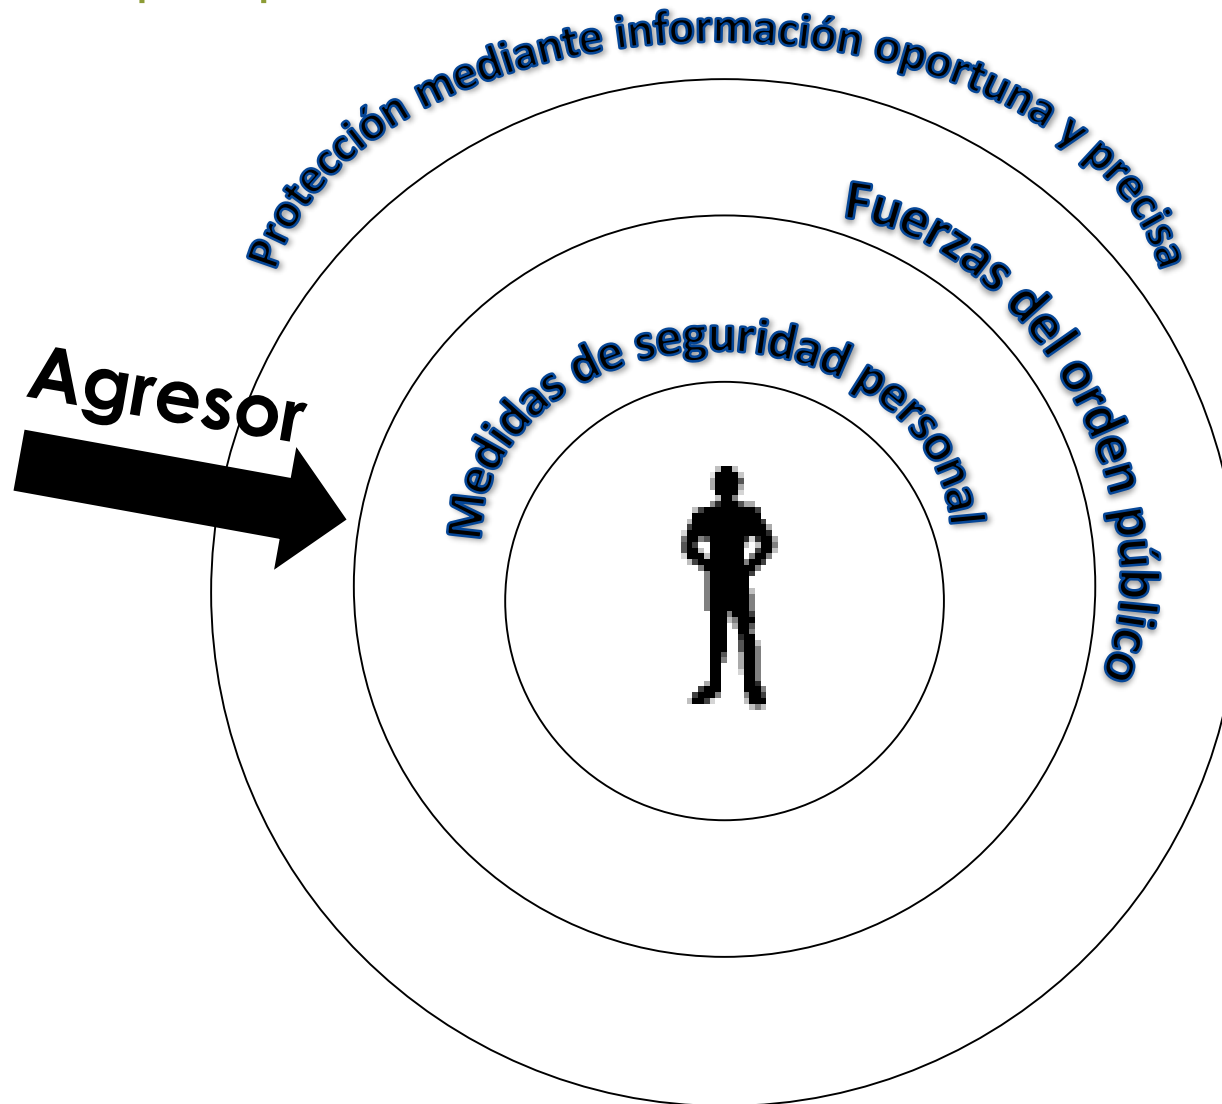 Protección mediante información oportuna y precisa
Fuerzas del orden público
Medidas de seguridad personal
Agresor